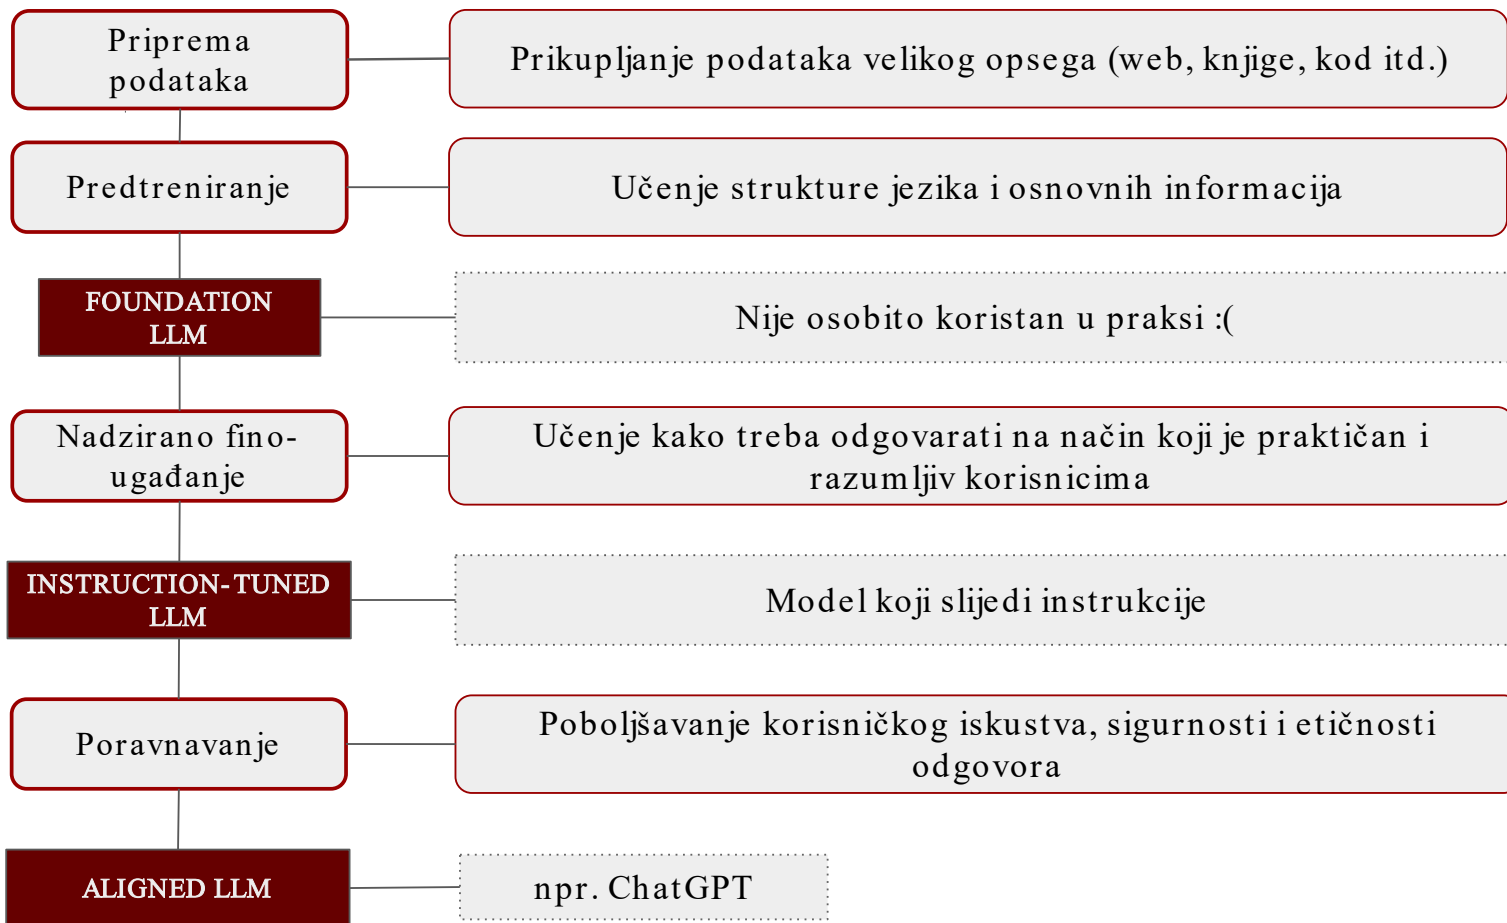 Priprema
podataka
Prikupljanje podataka velikog opsega (web, knjige, kod itd.)
Predtreniranje
Učenje strukture jezika i osnovnih informacija
FOUNDATION
LLM
Nije osobito koristan u praksi :(
Nadzirano fino-
ugađanje
Učenje kako treba odgovarati na način koji je praktičan i
razumljiv korisnicima
INSTRUCTION-TUNED
LLM
Model koji slijedi instrukcije
Poravnavanje
Poboljšavanje korisničkog iskustva, sigurnosti i etičnosti
odgovora
ALIGNED LLM
npr. ChatGPT